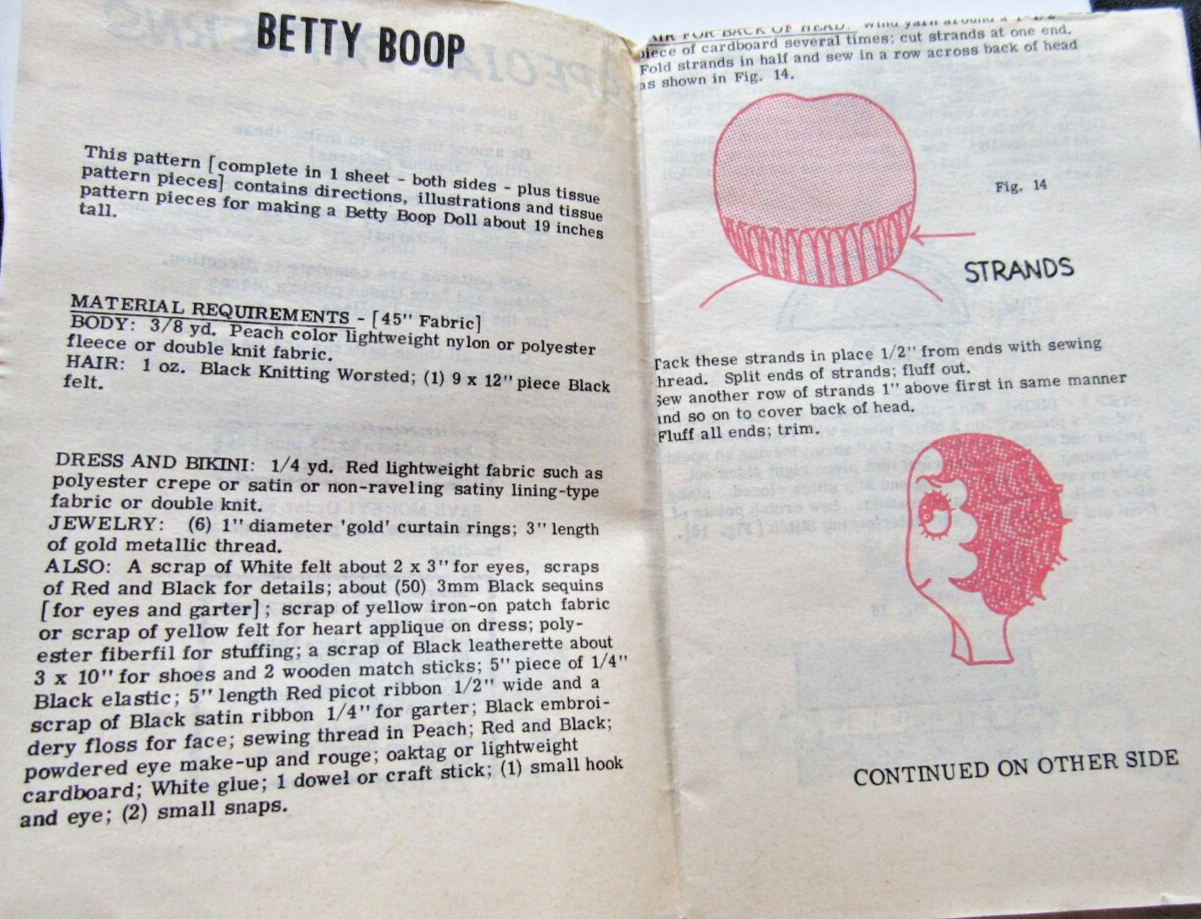 BETTY BOOP
This pattern [complete in 1 sheet - both sides - plus tissue
pattern pieces] contains directions, illustrations and tissue
pattern pieces for making a Betty Boop Doll about 19 inches
tall.
MATERIAL REQUIREMENTS - [45" Fabric]
BODY: 3/8 yd. Peach color lightweight nylon or polyester
fleece or double knit fabric.
HAIR: 1 oz. Black Knitting Worsted; (1) 9 x 12" piece Black
felt.
DRESS AND BIKINI: 1/4 yd. Red lightweight fabric such as
polyester crepe or satin or non-raveling satiny lining-type
fabric or double knit.
JEWELRY: (6) 1" diameter 'gold' curtain rings; 3" length
of gold metallic thread.
ALSO: A scrap of White felt about 2 x 3" for eyes, scraps
of Red and Black for details; about (50) 3mm Black sequins
[for eyes and garter]; scrap of yellow iron-on patch fabric
or scrap of yellow felt for heart applique on dress; poly-
ester fiberfil for stuffing; a scrap of Black leatherette about
3 x 10" for shoes and 2 wooden match sticks; 5" piece of 1/4"
Black elastic; 5" length Red picot ribbon 1/2" wide and a
scrap of Black satin ribbon 1/4" for garter; Black embroi-
dery floss for face; sewing thread in Peach; Red and Black;
powdered eye make-up and rouge; oaktag or lightweight
cardboard; White glue; 1 dowel or craft stick; (1) small hook
and eye; (2) small snaps.
AIR FOR BACK OF HEAD: Wind yarn around a
piece of cardboard several times; cut strands at one end.
Fold strands in half and sew in a row across back of head
as shown in Fig. 14.
Fig. 14
STRANDS
Tack these strands in place 1/2" from ends with sewing
hread. Split ends of strands; fluff out.
Sew another row of strands 1" above first in same manner
and so on to cover back of head.
Fluff all ends; trim.
CONTINUED ON OTHER SIDE